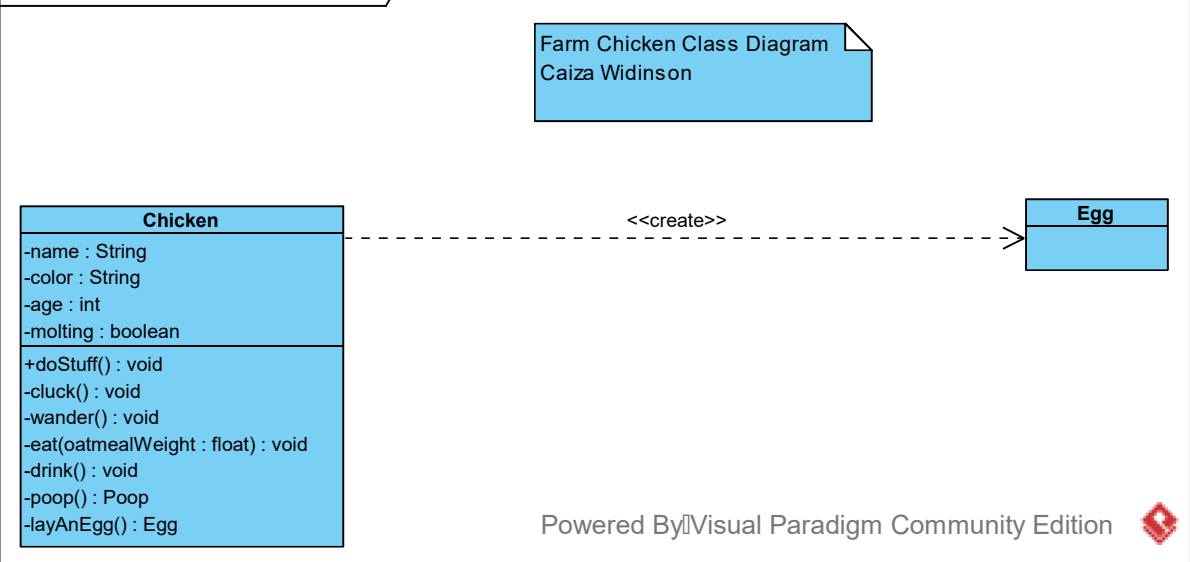 Farm Chicken Class Diagram
Caiza Widinson
Chicken
-name : String
-color : String
-age : int
-molting : boolean
+doStuff() : void
-cluck() : void
-wander() : void
-eat(oatmealWeight : float) : void
-drink() : void
-poop() : Poop
-layAnEgg() : Egg
<<create>>
Egg
Powered By Visual Paradigm Community Edition